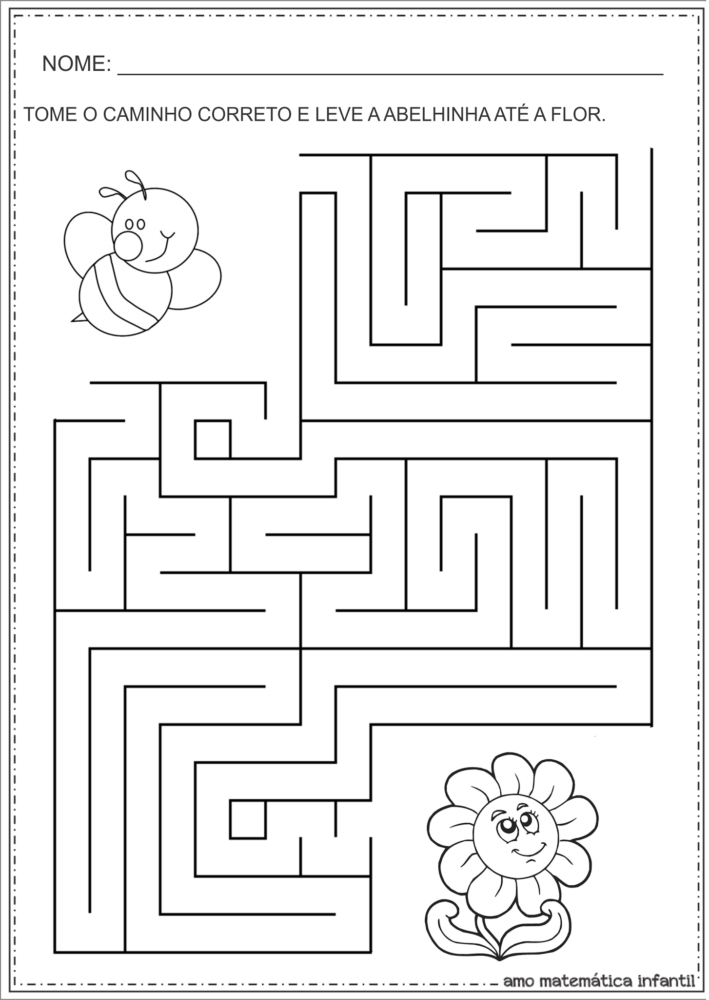 NOME:
TOME O CAMINHO CORRETO E LEVE A ABELHINHA ATÉ A FLOR.
amo matemática infantil